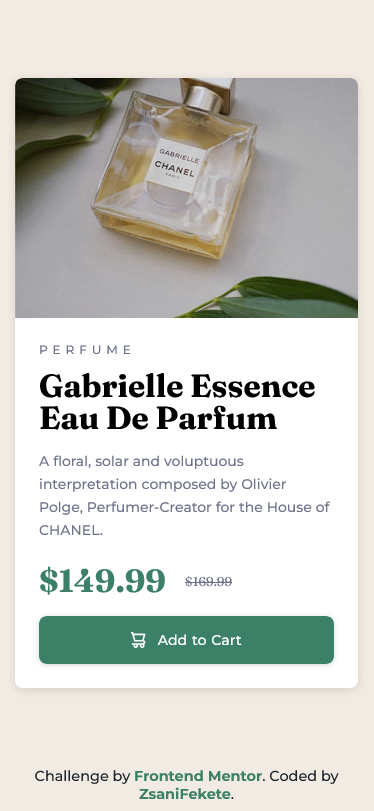 GABRIELLE
CHANEL
PARIS
PERFUME
Gabrielle Essence
Eau De Parfum
A floral, solar and voluptuous
interpretation composed by Olivier
Polge, Perfumer-Creator for the House of
CHANEL.
$149.99 $169.99
Add to Cart
Challenge by Frontend Mentor. Coded by
ZsaniFekete.